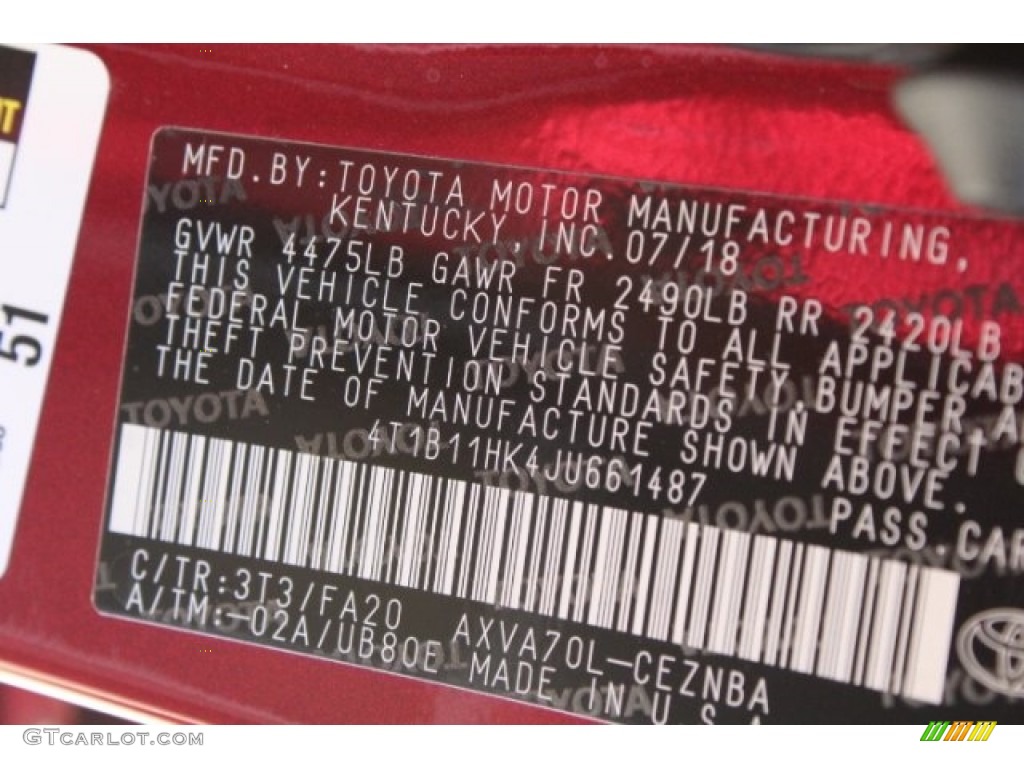 MFD.BY:TOYOTA MOTOR MANUFACTURING,
KENTUCKY,INC.07/18
GVWR 4475LB GAWR FR 2490LB RR 2420LB
THIS VEHICLE CONFORMS TO ALL APPLICAB
FEDERAL MOTOR VEHICLE SAFETY,BUMPER A
THEFT PREVENTION STANDARDS IN EFFECT
THE DATE OF MANUFACTURE SHOWN ABOVE.
4T1B11HK4JU661487
PASS.CAR
C/TR:3T3/FA20
AXVA70L-CEZNBA
A/TM:-02A/UB80E MADE IN U.S.A
51
GTCARLOT.COM